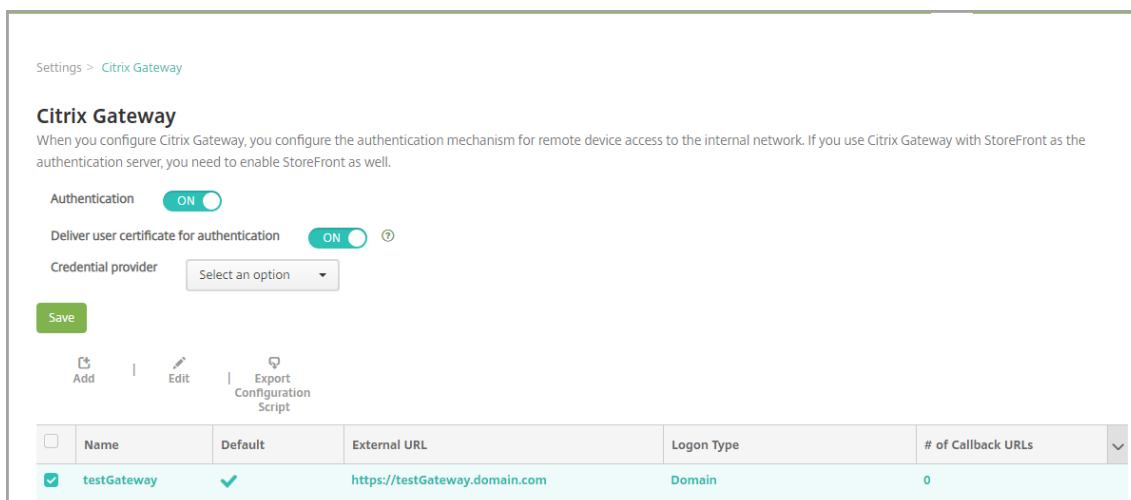 Settings > Citrix Gateway
Citrix Gateway
When you configure Citrix Gateway, you configure the authentication mechanism for remote device access to the internal network. If you use Citrix Gateway with StoreFront as the
authentication server, you need to enable StoreFront as well.
Authentication ON
Deliver user certificate for authentication ON ?
Credential provider Select an option
Save
Add | Edit | Export
Configuration
Script
Name Default External URL Logon Type # of Callback URLs
testGateway https://testGateway.domain.com Domain 0